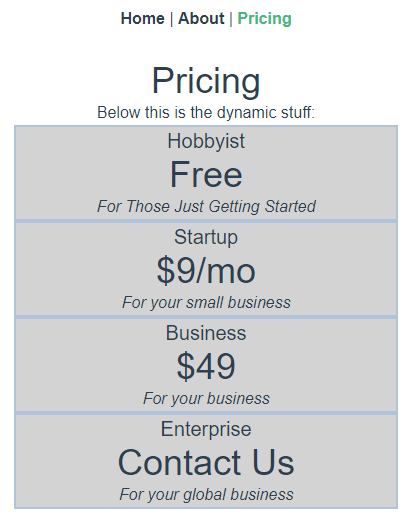 Home | About | Pricing
Pricing
Below this is the dynamic stuff:
Hobbyist
Free
For Those Just Getting Started
Startup
$9/mo
For your small business
Business
$49
For your business
Enterprise
Contact Us
For your global business